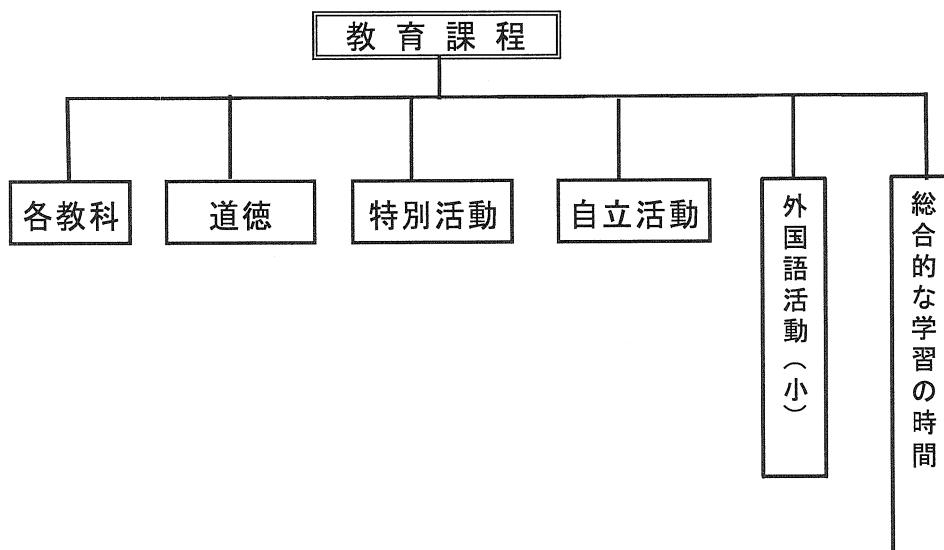 教育課程
各教科
道徳
特別活動
自立活動
外国語活動（小）
総合的な学習の時間